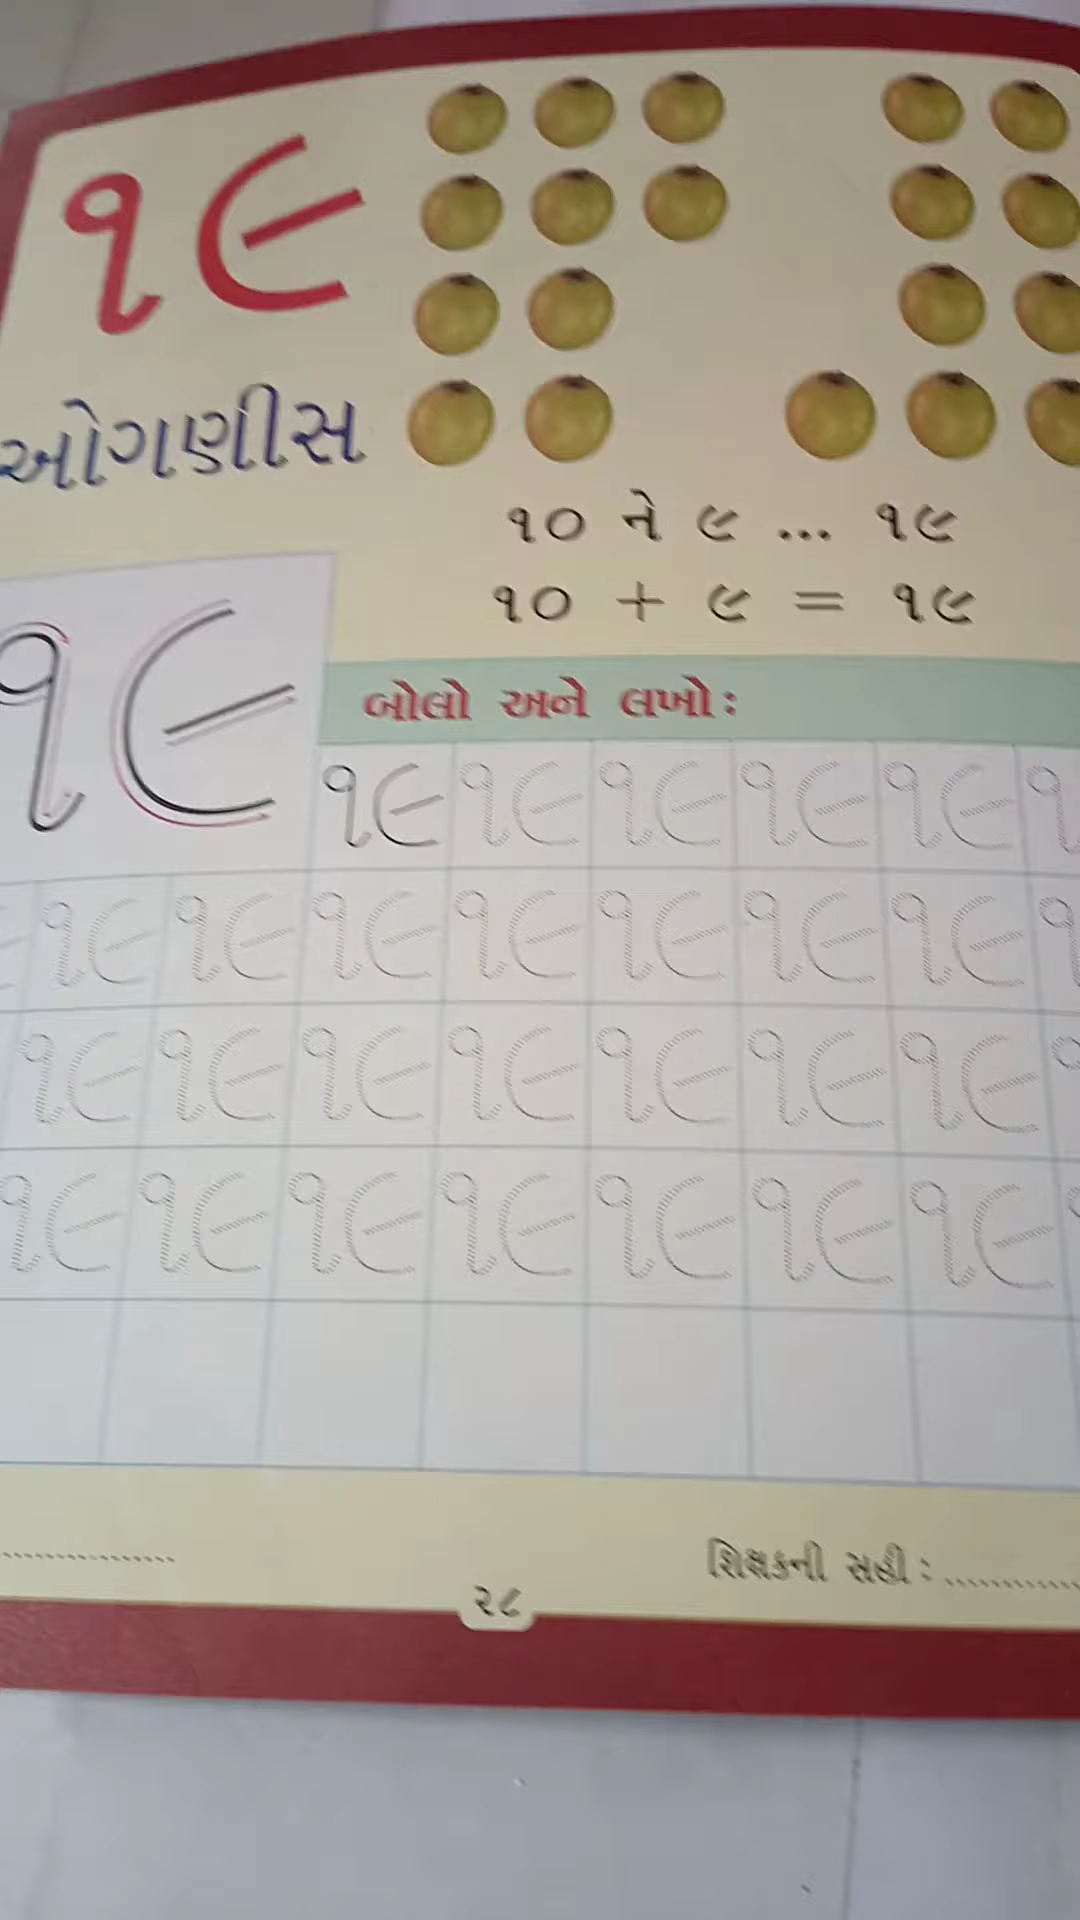 ૧૯
ઓગણીસ
૧૦ ને ૯ ... ૧૯
૧૦ + ૯ = ૧૯
૧૯
બોલો અને લખો:
૧૯ ૧૯ ૧૯ ૧૯ ૧૯ ૧
૧૯ ૧૯ ૧૯ ૧૯ ૧૯ ૧૯ ૧૯ ૧
૧૯ ૧૯ ૧૯ ૧૯ ૧૯ ૧૯ ૧૯
૧૯ ૧૯ ૧૯ ૧૯ ૧૯ ૧૯ ૧૯
શિક્ષકની સહી : ............
૨૮